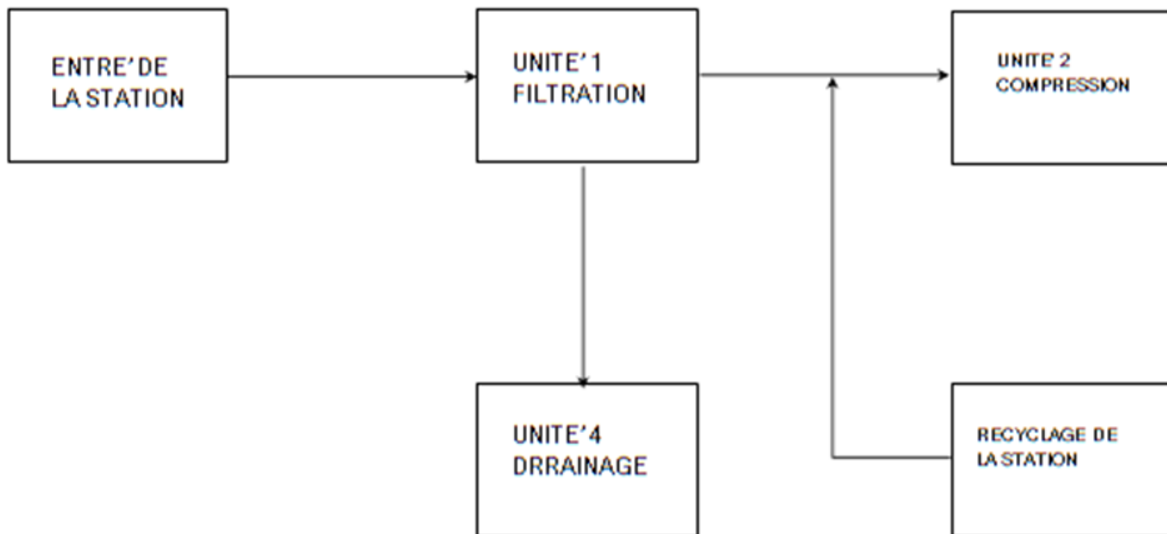 ENTRE' DE
LA STATION
UNITE' 1
FILTRATION
UNITE' 2
COMPRESSION
UNITE' 4
DRRAINAGE
RECYCLAGE DE
LA STATION